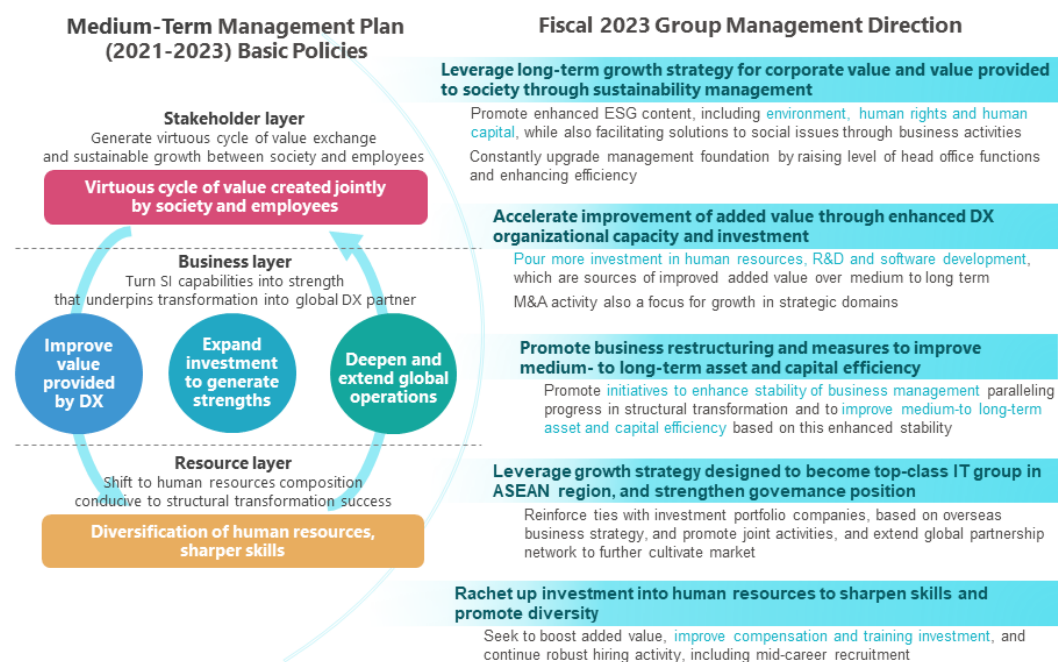 Medium-Term Management Plan
(2021-2023) Basic Policies
Stakeholder layer
Generate virtuous cycle of value exchange
and sustainable growth between society and employees
Virtuous cycle of value created jointly
by society and employees
Business layer
Turn SI capabilities into strength
that underpins transformation into global DX partner
Improve
value
provided
by DX
Expand
investment
to generate
strengths
Deepen and
extend global
operations
Resource layer
Shift to human resources composition
conducive to structural transformation success
Diversification of human resources,
sharper skills
Fiscal 2023 Group Management Direction
Leverage long-term growth strategy for corporate value and value provided
to society through sustainability management
Promote enhanced ESG content, including environment, human rights and human
capital, while also facilitating solutions to social issues through business activities
Constantly upgrade management foundation by raising level of head office functions
and enhancing efficiency
Accelerate improvement of added value through enhanced DX
organizational capacity and investment
Pour more investment in human resources, R&D and software development,
which are sources of improved added value over medium to long term
M&A activity also a focus for growth in strategic domains
Promote business restructuring and measures to improve
medium- to long-term asset and capital efficiency
Promote initiatives to enhance stability of business management paralleling
progress in structural transformation and to improve medium-to long-term
asset and capital efficiency based on this enhanced stability
Leverage growth strategy designed to become top-class IT group in
ASEAN region, and strengthen governance position
Reinforce ties with investment portfolio companies, based on overseas
business strategy, and promote joint activities, and extend global partnership
network to further cultivate market
Rachet up investment into human resources to sharpen skills and
promote diversity
Seek to boost added value, improve compensation and training investment, and
continue robust hiring activity, including mid-career recruitment